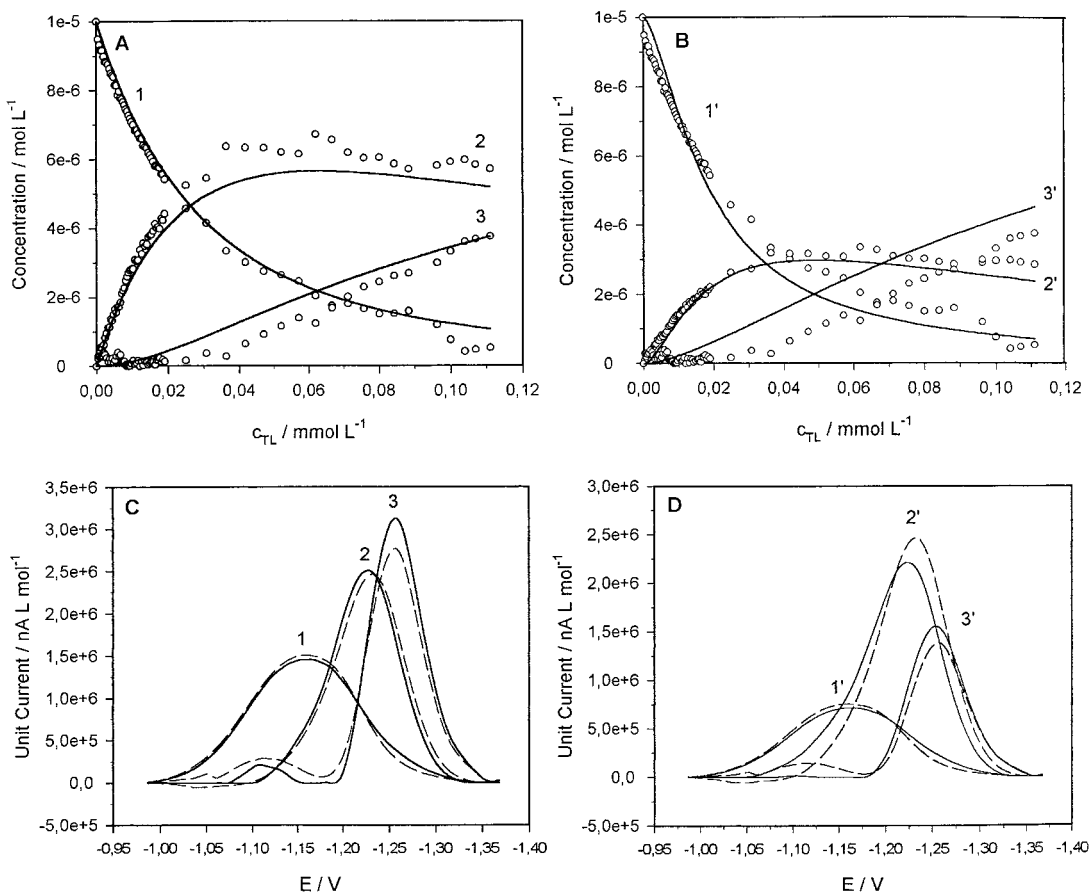 A
1e-5
8e-6
6e-6
4e-6
2e-6
0
Concentration / mol L⁻¹
1
2
3
0,00 0,02 0,04 0,06 0,08 0,10 0,12
c_TL / mmol L⁻¹
B
1e-5
8e-6
6e-6
4e-6
2e-6
0
Concentration / mol L⁻¹
1'
3'
2'
0,00 0,02 0,04 0,06 0,08 0,10 0,12
c_TL / mmol L⁻¹
C
3,5e+6
3,0e+6
2,5e+6
2,0e+6
1,5e+6
1,0e+6
5,0e+5
0,0
-5,0e+5
Unit Current / nA L mol⁻¹
3
2
1
-0,95 -1,00 -1,05 -1,10 -1,15 -1,20 -1,25 -1,30 -1,35 -1,40
E / V
D
3,0e+6
2,5e+6
2,0e+6
1,5e+6
1,0e+6
5,0e+5
0,0
-5,0e+5
Unit Current / nA L mol⁻¹
2'
3'
1'
-0,95 -1,00 -1,05 -1,10 -1,15 -1,20 -1,25 -1,30 -1,35 -1,40
E / V